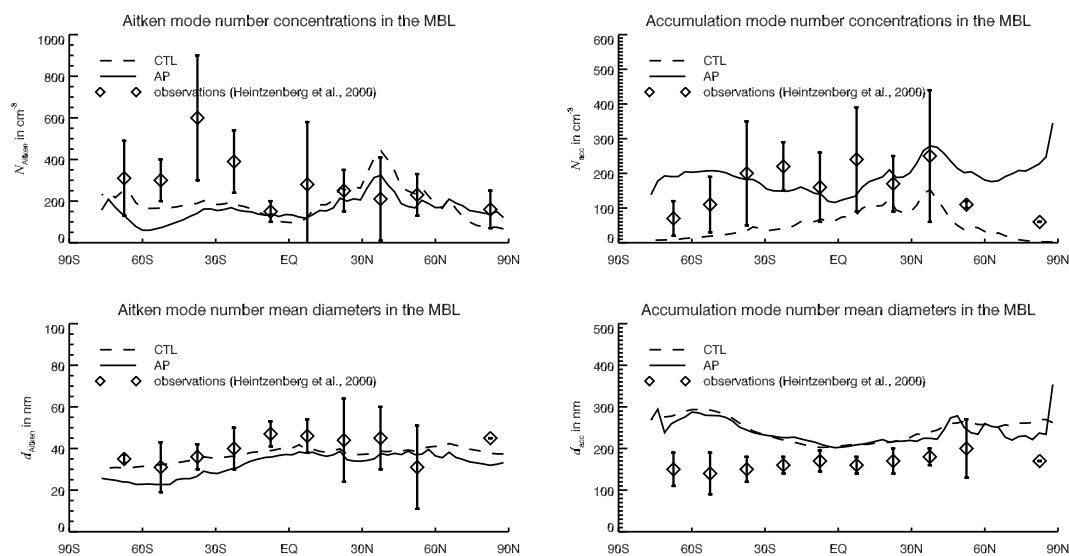 Aitken mode number concentrations in the MBL
1000
800
600
400
200
0
N_Aitken in cm⁻³
CTL
AP
observations (Heintzenberg et al., 2000)
90S 60S 30S EQ 30N 60N 90N
Accumulation mode number concentrations in the MBL
600
500
400
300
200
100
0
N_acc in cm⁻³
CTL
AP
observations (Heintzenberg et al., 2000)
90S 60S 30S EQ 30N 60N 90N
Aitken mode number mean diameters in the MBL
100
80
60
40
20
0
d_Aitken in nm
CTL
AP
observations (Heintzenberg et al., 2000)
90S 60S 30S EQ 30N 60N 90N
Accumulation mode number mean diameters in the MBL
500
400
300
200
100
0
d_acc in nm
CTL
AP
observations (Heintzenberg et al., 2000)
90S 60S 30S EQ 30N 60N 90N